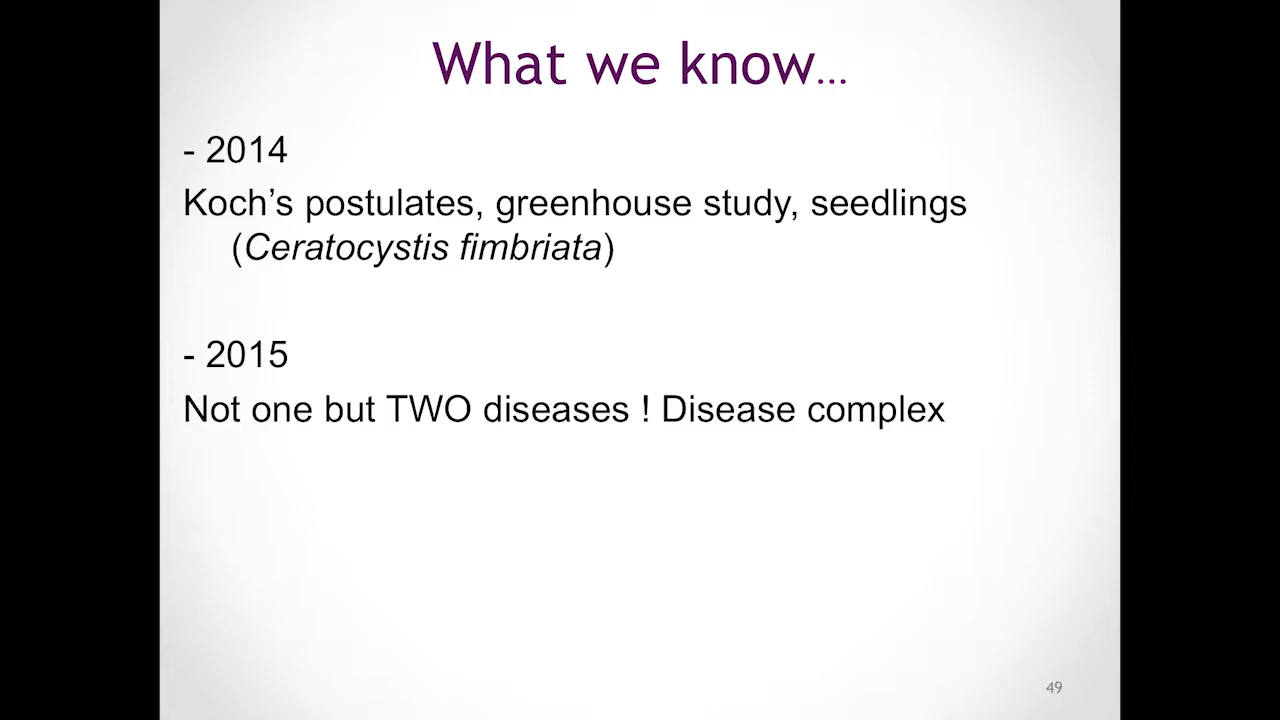 What we know…
- 2014
Koch’s postulates, greenhouse study, seedlings
(Ceratocystis fimbriata)
- 2015
Not one but TWO diseases ! Disease complex
49